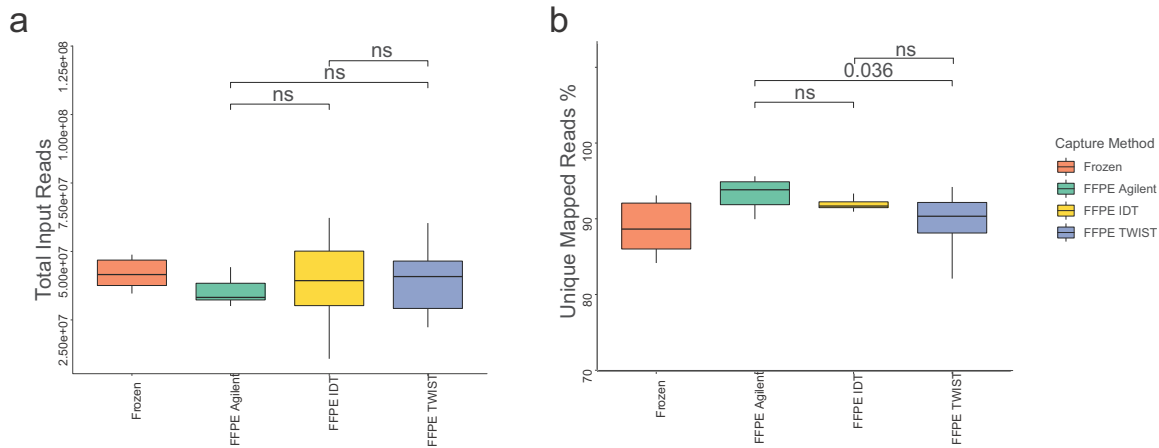 a
Total Input Reads
1.25e+08
1.00e+08
7.50e+07
5.00e+07
2.50e+07
ns
ns
ns
Frozen
FFPE Agilent
FFPE IDT
FFPE TWIST
b
Unique Mapped Reads %
100
90
80
70
ns
0.036
ns
Frozen
FFPE Agilent
FFPE IDT
FFPE TWIST
Capture Method
Frozen
FFPE Agilent
FFPE IDT
FFPE TWIST